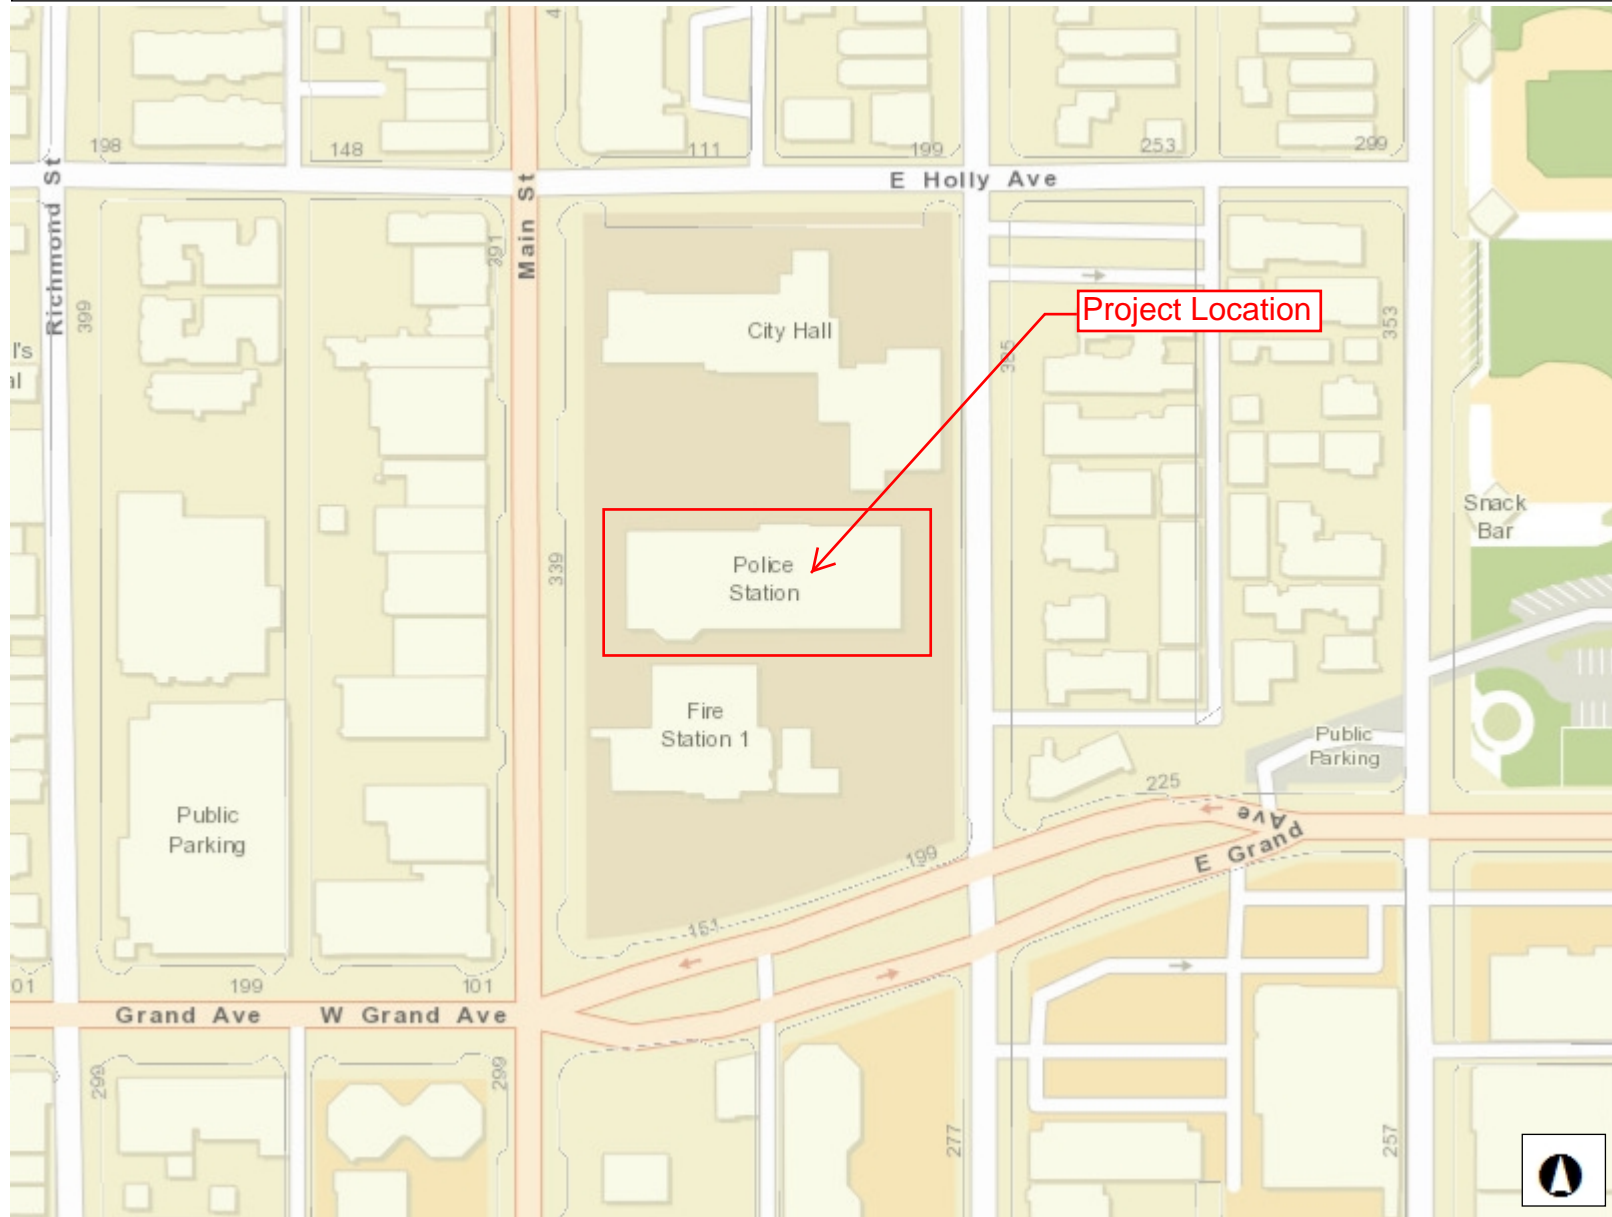 4
198
148
111
199
253
299
E Holly Ave
Richmond St
399
391
Main St
City Hall
Project Location
385
353
l's
al
Snack
Bar
339
Police
Station
Fire
Station 1
Public
Parking
Public
Parking
225
E Grand
Ave
199
151
01
199
101
Grand Ave
W Grand Ave
299
299
277
257